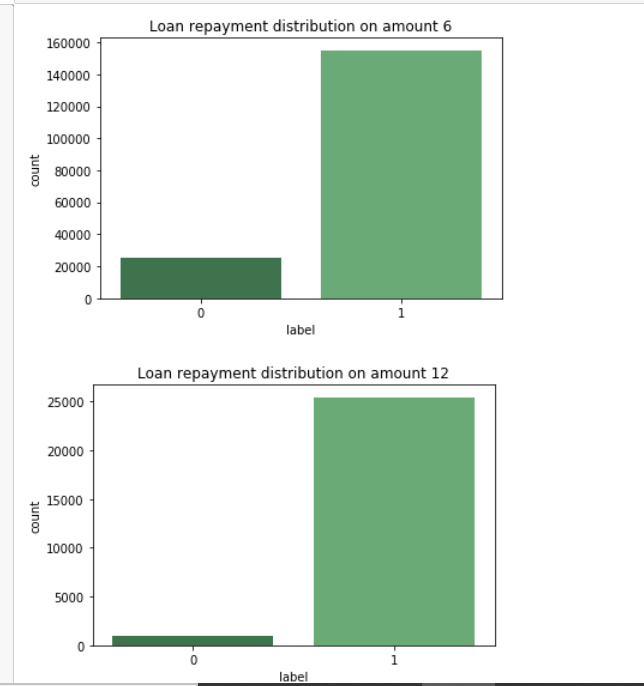 Loan repayment distribution on amount 6
160000
140000
120000
100000
80000
60000
40000
20000
0
count
0 1
label
Loan repayment distribution on amount 12
25000
20000
15000
10000
5000
0
count
0 1
label